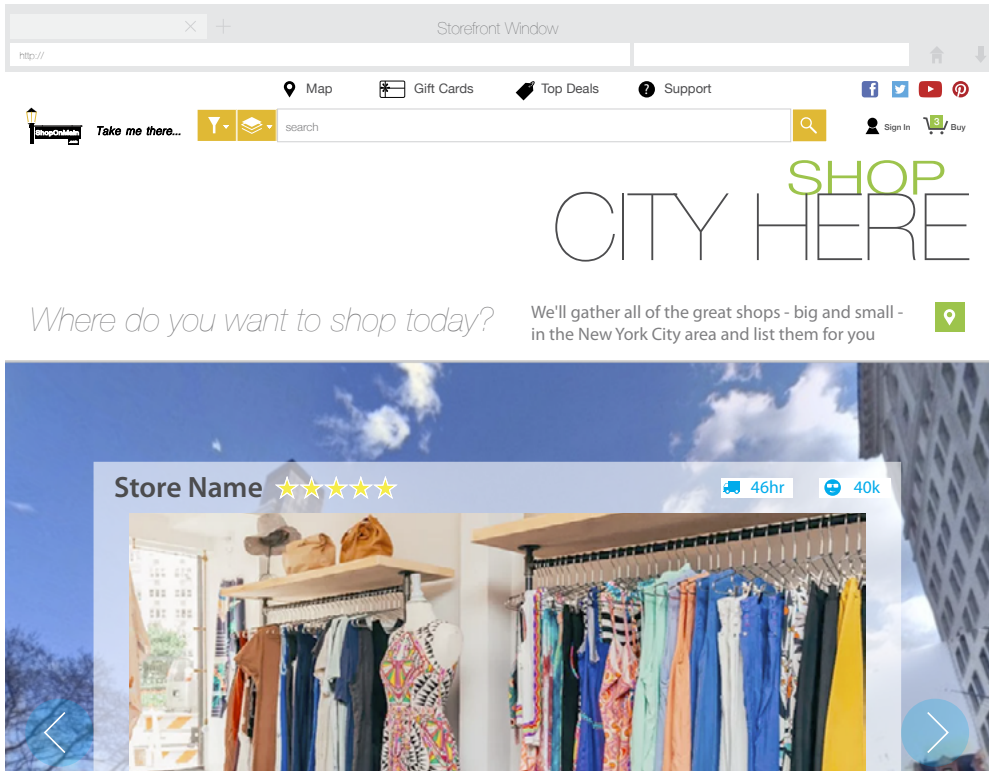 Storefront Window
http://
Map
Gift Cards
Top Deals
Support
ShopOnMain
Take me there...
search
Sign In
3
Buy
SHOP
CITY HERE
Where do you want to shop today?
We'll gather all of the great shops - big and small -
in the New York City area and list them for you
Store Name
46hr
40k